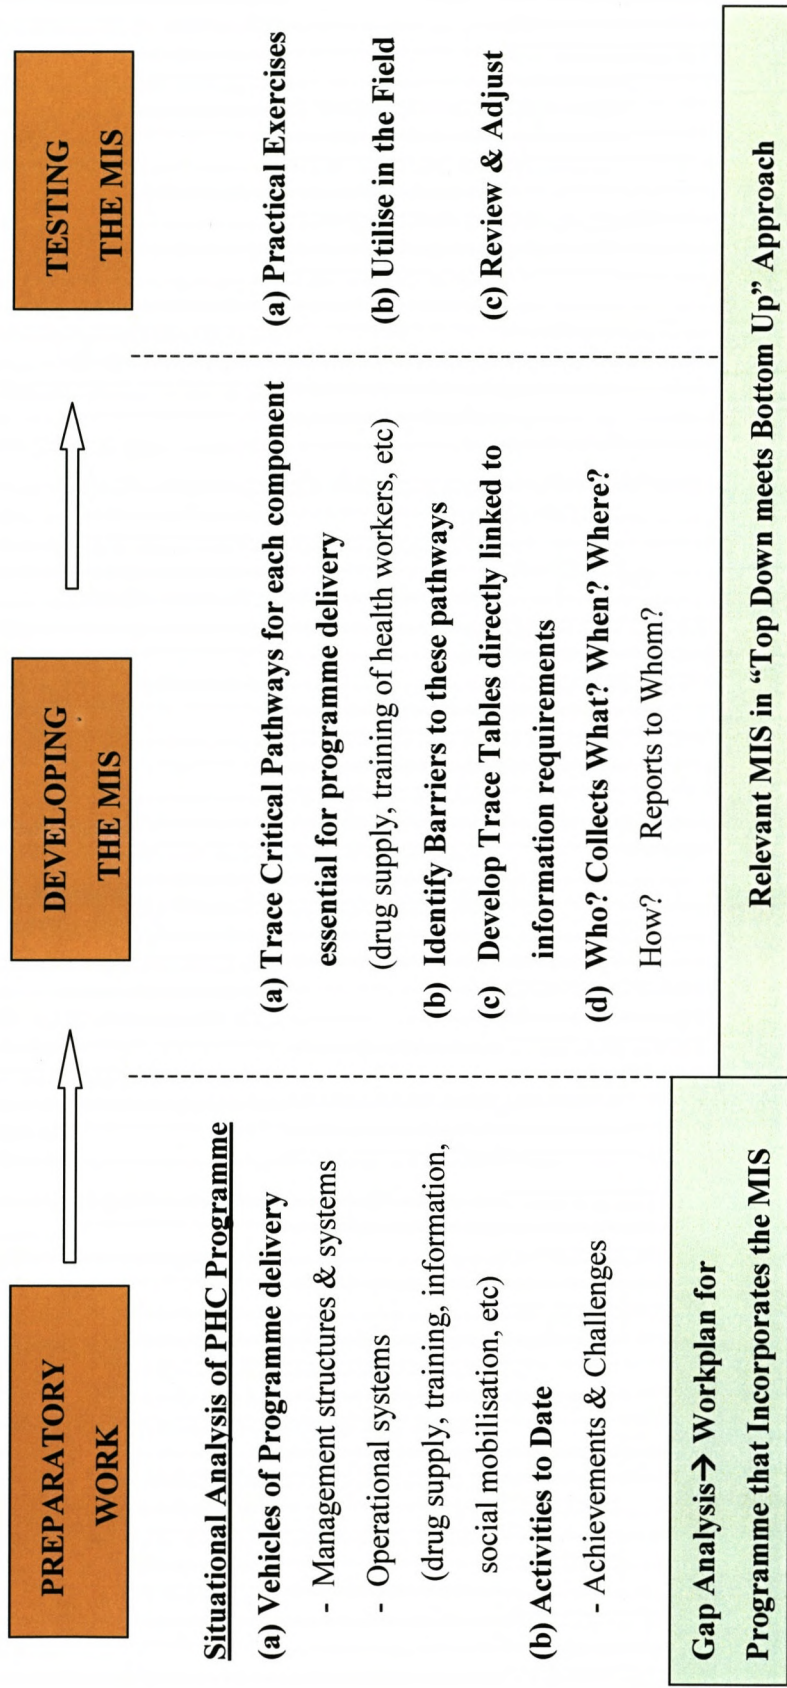 PREPARATORY
WORK
Situational Analysis of PHC Programme
(a) Vehicles of Programme delivery
- Management structures & systems
- Operational systems
(drug supply, training, information,
social mobilisation, etc)
(b) Activities to Date
- Achievements & Challenges
Gap Analysis→ Workplan for
Programme that Incorporates the MIS
DEVELOPING
THE MIS
(a) Trace Critical Pathways for each component
essential for programme delivery
(drug supply, training of health workers, etc)
(b) Identify Barriers to these pathways
(c) Develop Trace Tables directly linked to
information requirements
(d) Who? Collects What? When? Where?
How? Reports to Whom?
TESTING
THE MIS
(a) Practical Exercises
(b) Utilise in the Field
(c) Review & Adjust
Relevant MIS in “Top Down meets Bottom Up” Approach